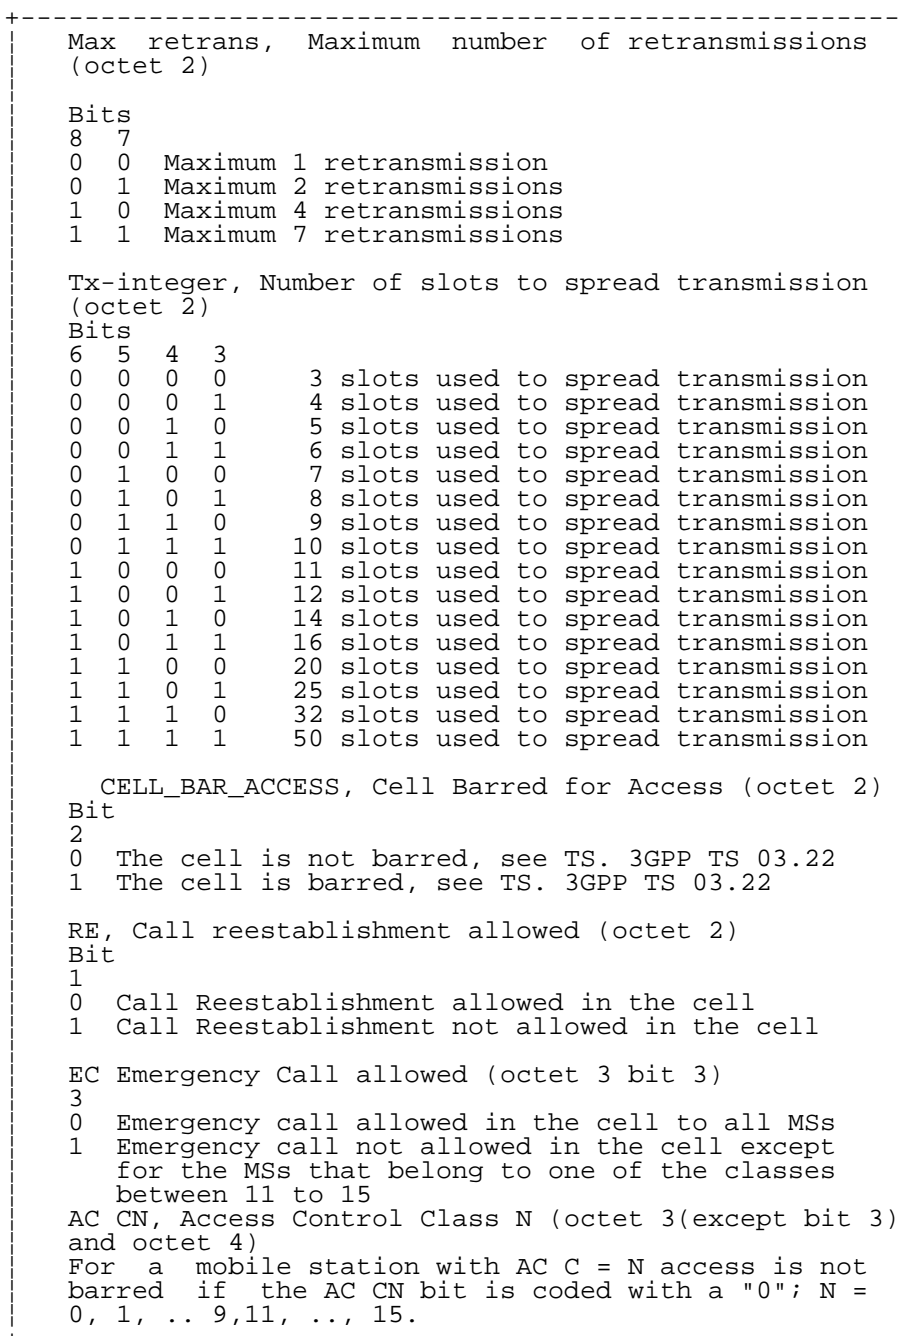 Max retrans, Maximum number of retransmissions
(octet 2)
Bits
8 7
0 0 Maximum 1 retransmission
0 1 Maximum 2 retransmissions
1 0 Maximum 4 retransmissions
1 1 Maximum 7 retransmissions
Tx-integer, Number of slots to spread transmission
(octet 2)
Bits
6 5 4 3
0 0 0 0 3 slots used to spread transmission
0 0 0 1 4 slots used to spread transmission
0 0 1 0 5 slots used to spread transmission
0 0 1 1 6 slots used to spread transmission
0 1 0 0 7 slots used to spread transmission
0 1 0 1 8 slots used to spread transmission
0 1 1 0 9 slots used to spread transmission
0 1 1 1 10 slots used to spread transmission
1 0 0 0 11 slots used to spread transmission
1 0 0 1 12 slots used to spread transmission
1 0 1 0 14 slots used to spread transmission
1 0 1 1 16 slots used to spread transmission
1 1 0 0 20 slots used to spread transmission
1 1 0 1 25 slots used to spread transmission
1 1 1 0 32 slots used to spread transmission
1 1 1 1 50 slots used to spread transmission
CELL_BAR_ACCESS, Cell Barred for Access (octet 2)
Bit
2
0 The cell is not barred, see TS. 3GPP TS 03.22
1 The cell is barred, see TS. 3GPP TS 03.22
RE, Call reestablishment allowed (octet 2)
Bit
1
0 Call Reestablishment allowed in the cell
1 Call Reestablishment not allowed in the cell
EC Emergency Call allowed (octet 3 bit 3)
3
0 Emergency call allowed in the cell to all MSs
1 Emergency call not allowed in the cell except
for the MSs that belong to one of the classes
between 11 to 15
AC CN, Access Control Class N (octet 3(except bit 3)
and octet 4)
For a mobile station with AC C = N access is not
barred if the AC CN bit is coded with a "0"; N =
0, 1, .. 9,11, .., 15.